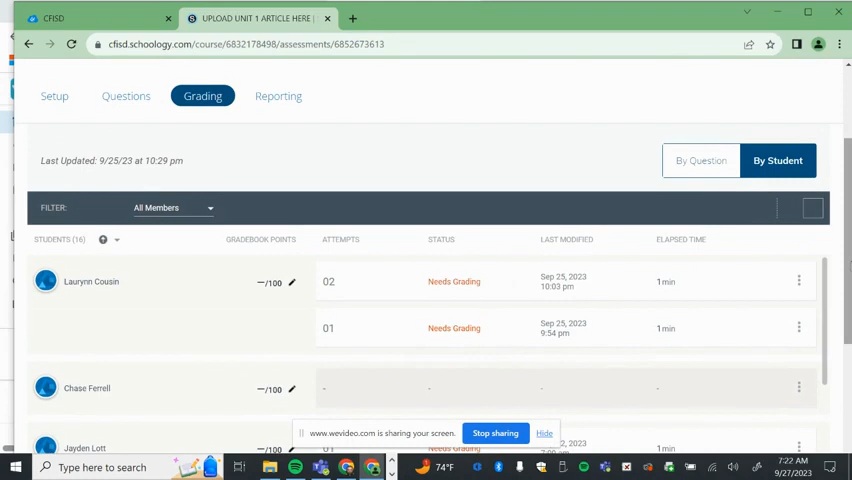 CFISD
UPLOAD UNIT 1 ARTICLE HERE |
cfisd.schoology.com/course/6832178498/assessments/6852673613
Setup Questions Grading Reporting
Last Updated: 9/25/23 at 10:29 pm
By Question By Student
FILTER: All Members
STUDENTS (16) GRADEBOOK POINTS ATTEMPTS STATUS LAST MODIFIED ELAPSED TIME
Laurynn Cousin —/100 02 Needs Grading Sep 25, 2023 1 min
10:03 pm
01 Needs Grading Sep 25, 2023 1 min
9:54 pm
Chase Ferrell —/100 - - - -
www.wevideo.com is sharing your screen. Stop sharing Hide
Jayden Lott —/100 1 min
Type here to search 74°F 7:22 AM
9/27/2023